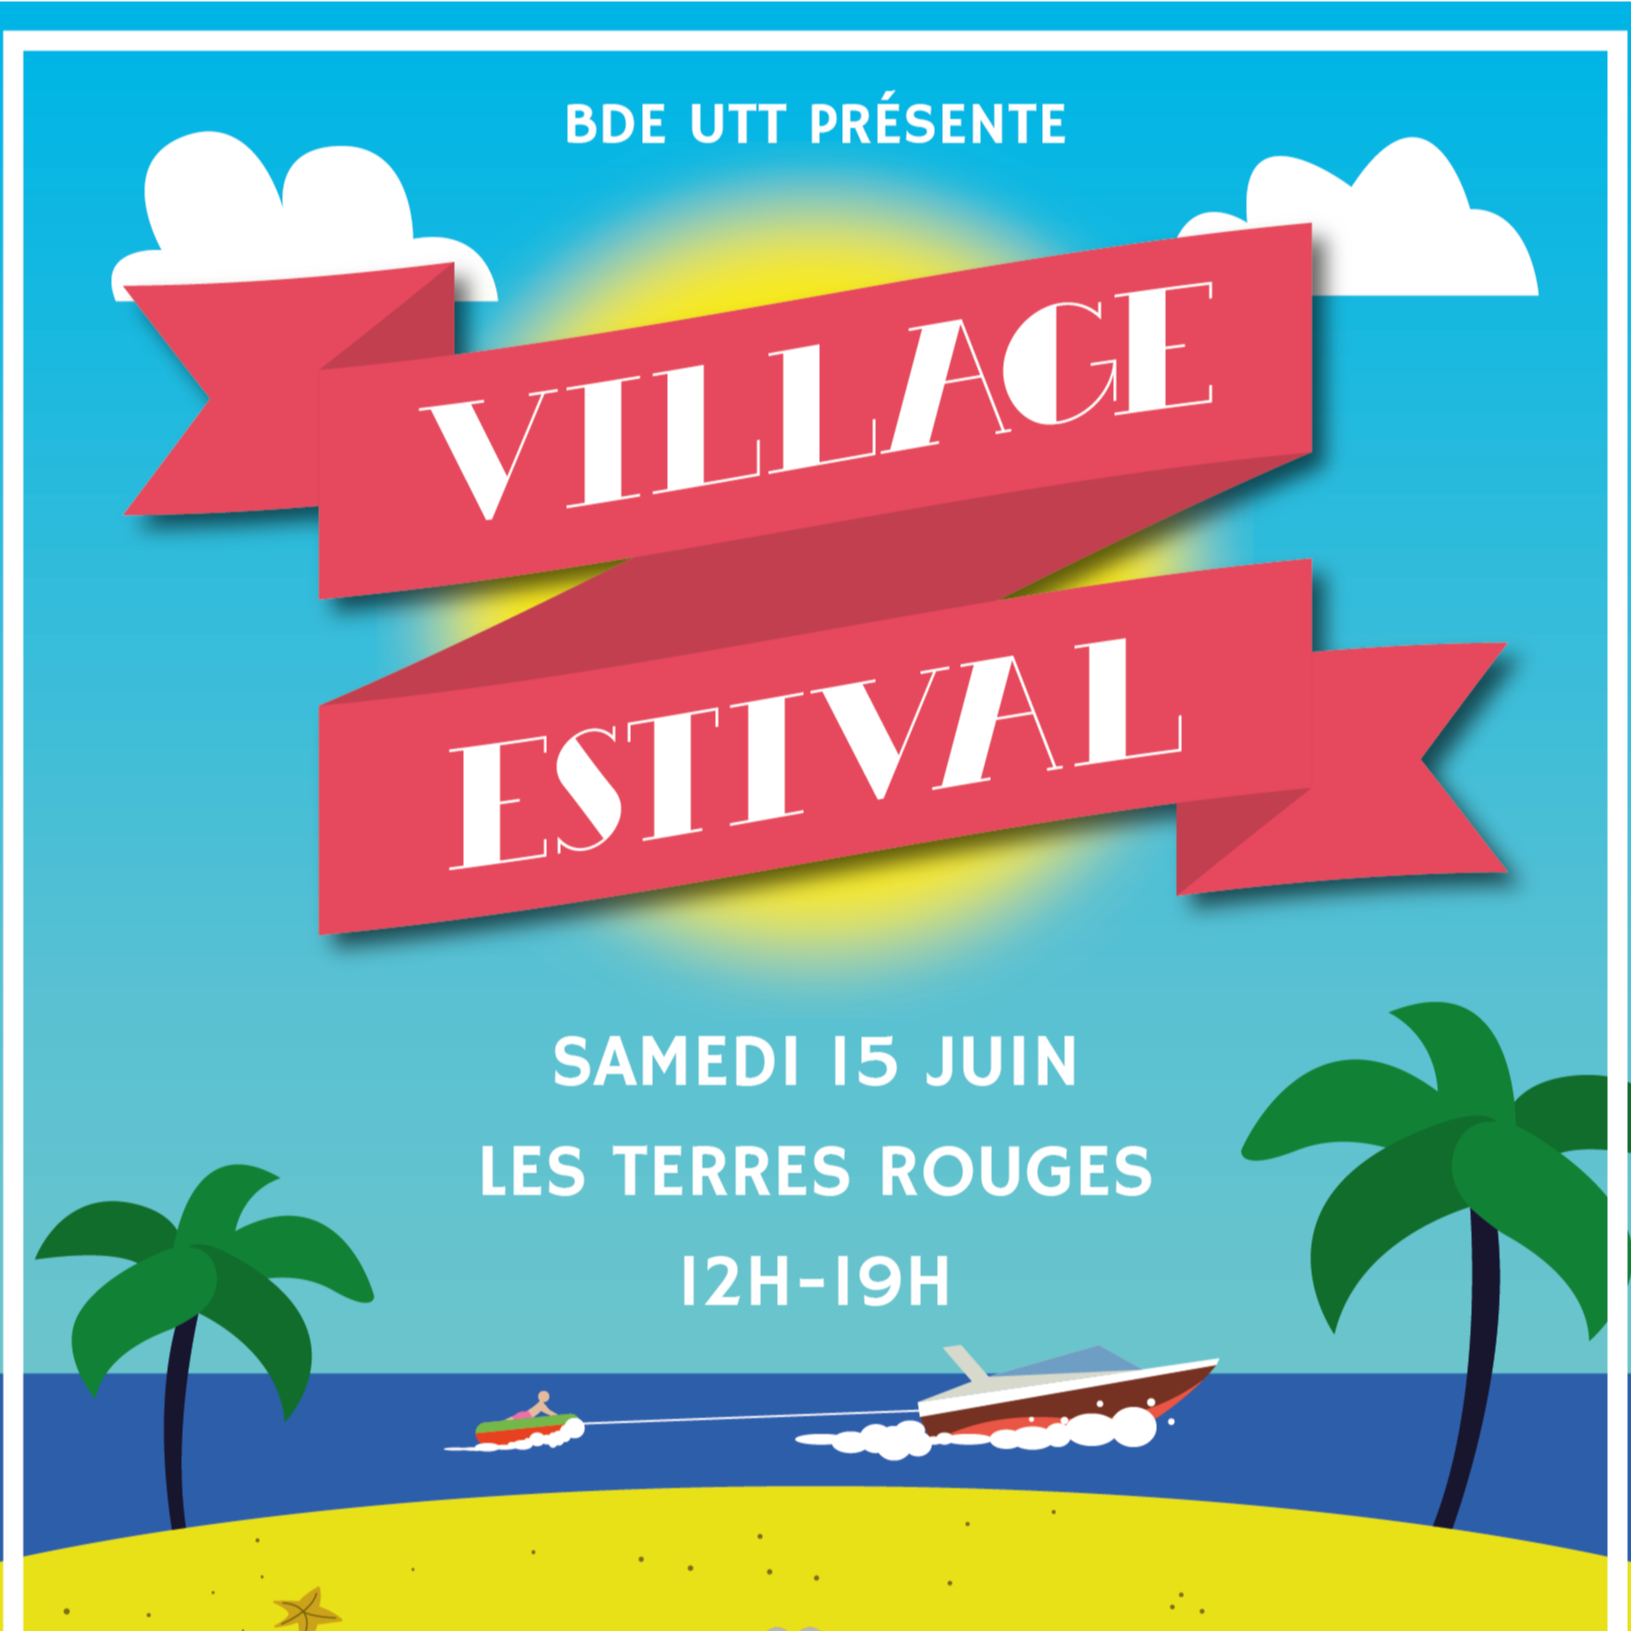 BDE UTT PRÉSENTE
VILLAGE
ESTIVAL
SAMEDI 15 JUIN
LES TERRES ROUGES
12H-19H